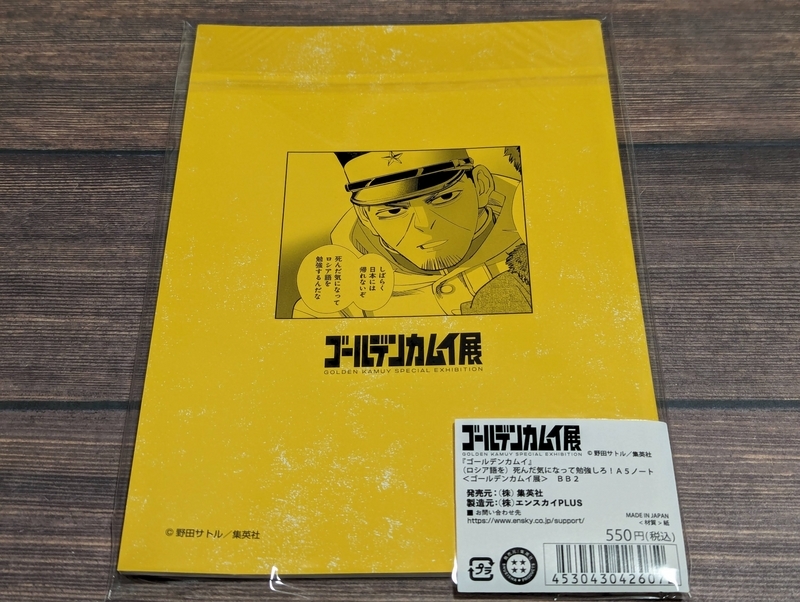 しばらく
日本には
帰れないぞ
死んだ気になって
ロシア語を
勉強するんだな
ゴールデンカムイ展
GOLDEN KAMUY SPECIAL EXHIBITION
©野田サトル／集英社
ゴールデンカムイ展
GOLDEN KAMUY SPECIAL EXHIBITION
©野田サトル／集英社
『ゴールデンカムイ』
（ロシア語を）死んだ気になって勉強しろ！A5ノート
＜ゴールデンカムイ展＞ BB2
発売元：（株）集英社
製造元：（株）エンスカイPLUS
■お問い合わせ先
https://www.ensky.co.jp/support/
MADE IN JAPAN
＜材質＞紙
550円(税込)
プラ
453043042607